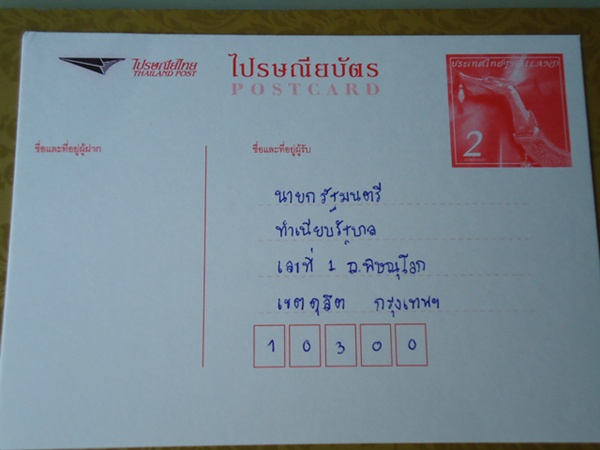 ไปรษณีย์ไทย
THAILAND POST
ไปรษณียบัตร
POSTCARD
ประเทศไทย THAILAND
2
ชื่อและที่อยู่ผู้ฝาก
ชื่อและที่อยู่ผู้รับ
นายกรัฐมนตรี
ทำเนียบรัฐบาล
เลขที่ 1 ถ.พิษณุโลก
เขตดุสิต กรุงเทพฯ
10300